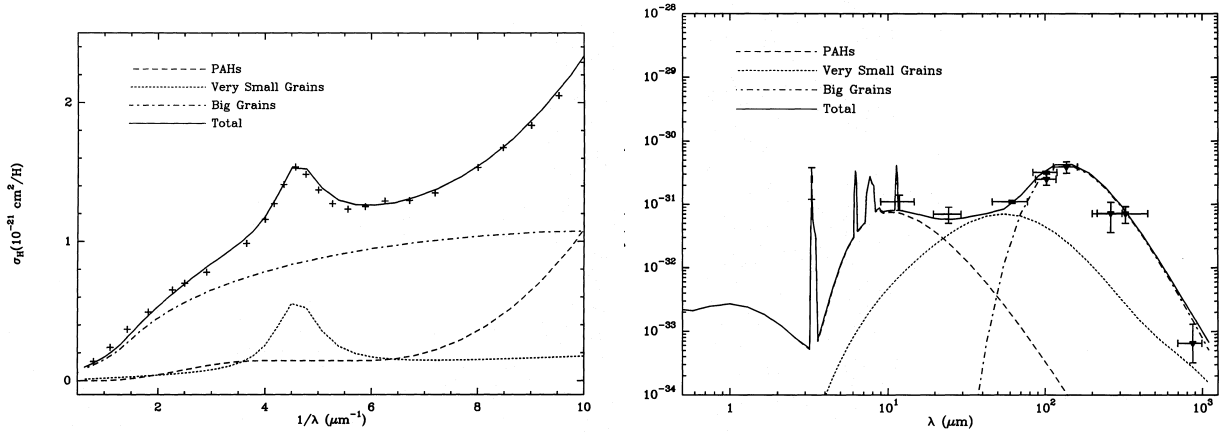 PAHs
Very Small Grains
Big Grains
Total
2
1
0
σH(10⁻²¹ cm²/H)
2 4 6 8 10
1/λ (μm⁻¹)
10⁻²⁸
10⁻²⁹
10⁻³⁰
10⁻³¹
10⁻³²
10⁻³³
10⁻³⁴
PAHs
Very Small Grains
Big Grains
Total
1 10¹ 10² 10³
λ (μm)